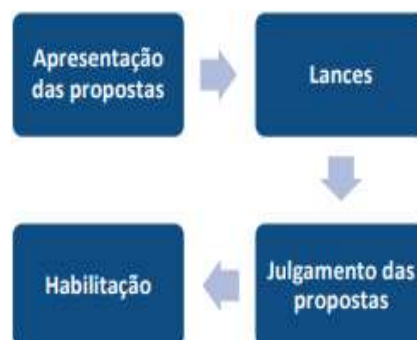 Apresentação
das propostas
Lances
Julgamento das
propostas
Habilitação